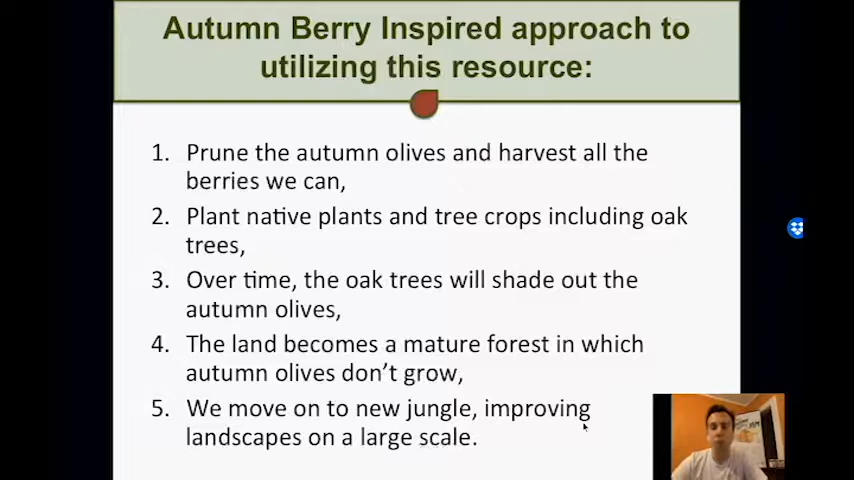 Autumn Berry Inspired approach to
utilizing this resource:
1. Prune the autumn olives and harvest all the
berries we can,
2. Plant native plants and tree crops including oak
trees,
3. Over time, the oak trees will shade out the
autumn olives,
4. The land becomes a mature forest in which
autumn olives don't grow,
5. We move on to new jungle, improving
landscapes on a large scale.